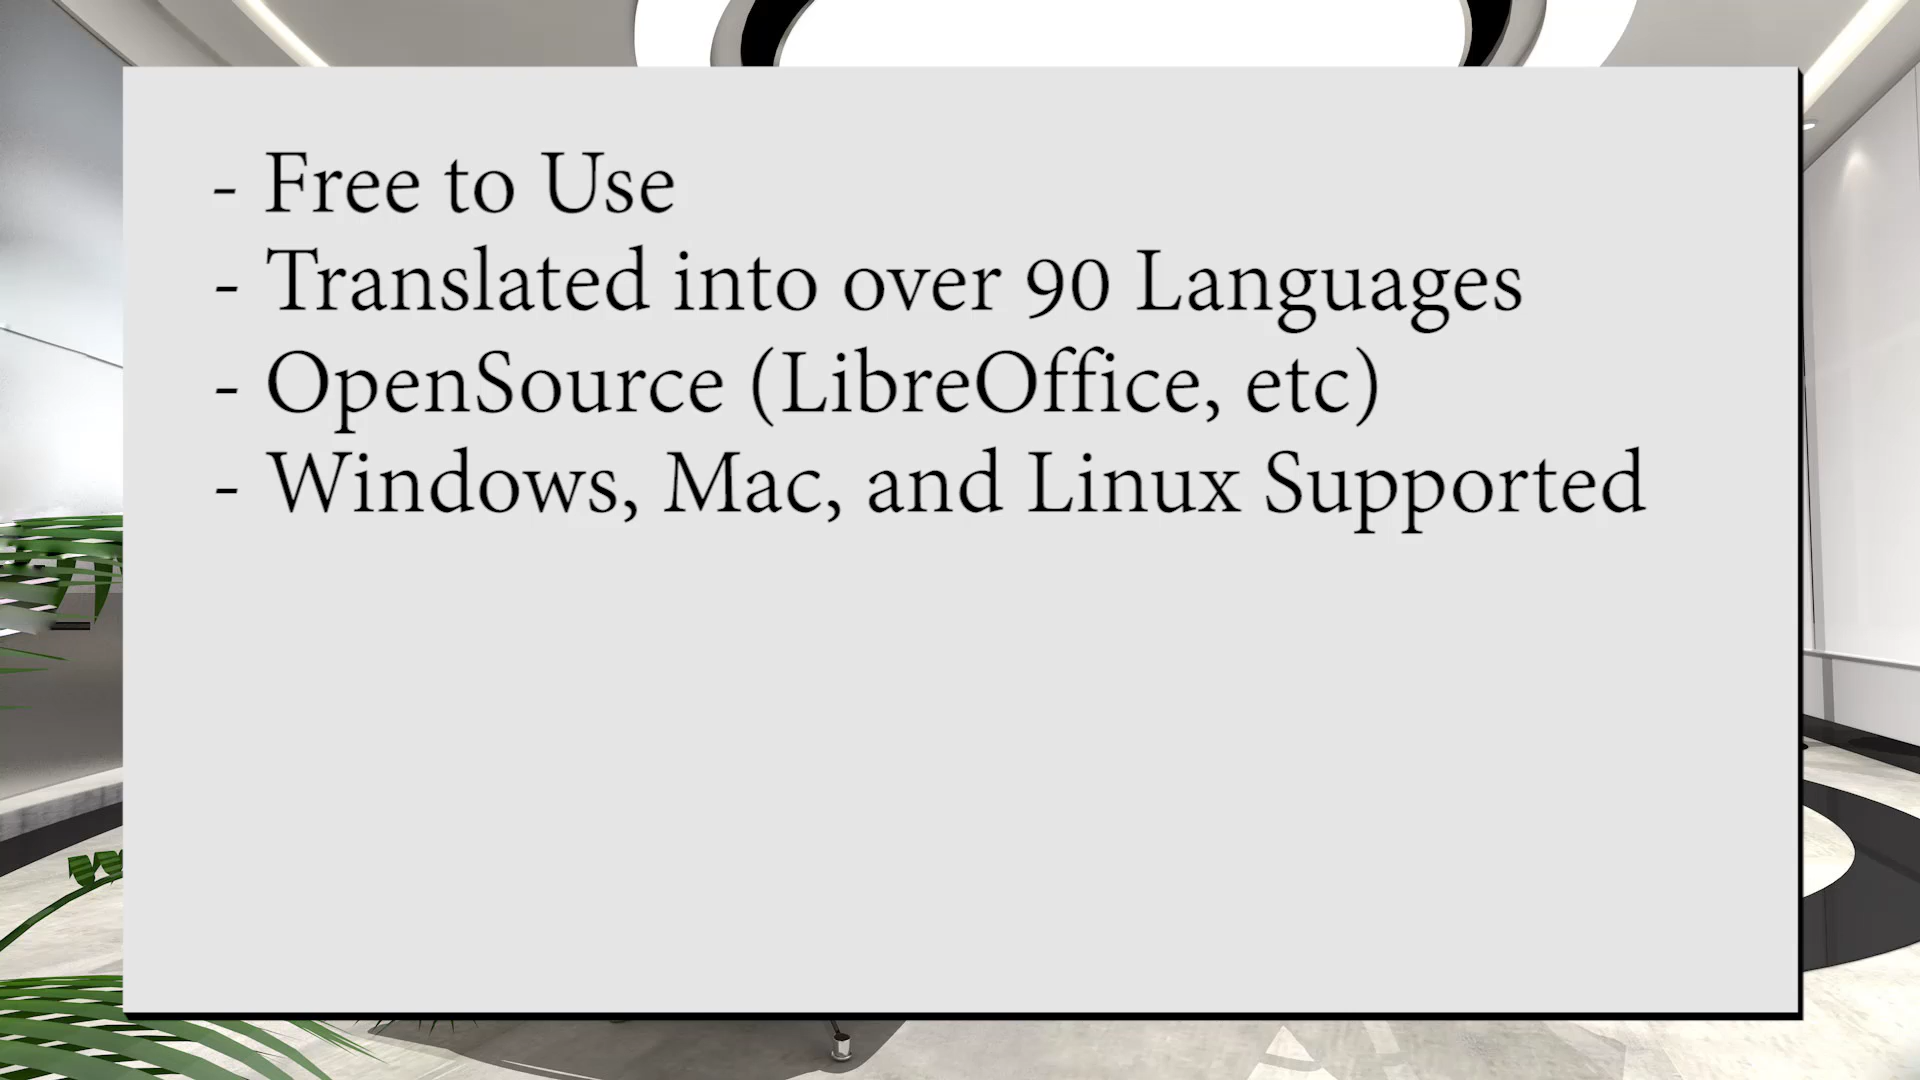 - Free to Use
- Translated into over 90 Languages
- OpenSource (LibreOffice, etc)
- Windows, Mac, and Linux Supported